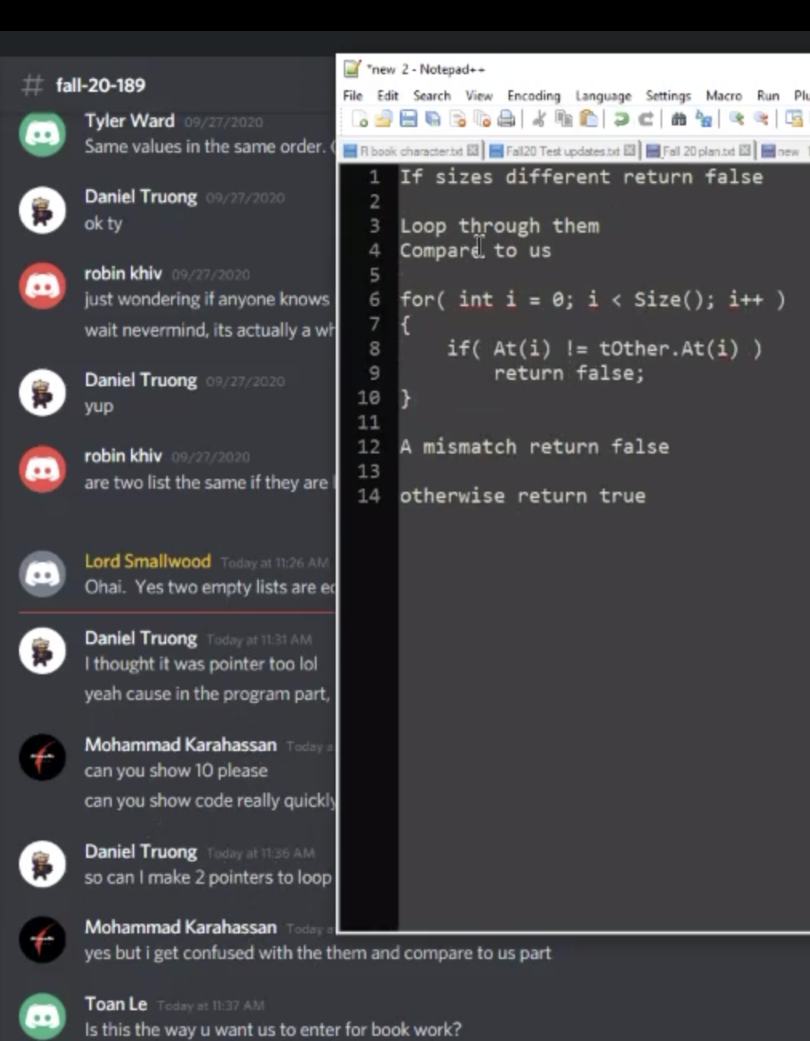 # fall-20-189
Tyler Ward 09/27/2020
Same values in the same order.
Daniel Truong 09/27/2020
ok ty
robin khiv 09/27/2020
just wondering if anyone knows
wait nevermind, its actually a wh
Daniel Truong 09/27/2020
yup
robin khiv 09/27/2020
are two list the same if they are
Lord Smallwood Today at 11:26 AM
Ohai. Yes two empty lists are eq
Daniel Truong Today at 11:31 AM
I thought it was pointer too lol
yeah cause in the program part,
Mohammad Karahassan Today a
can you show 10 please
can you show code really quickly
Daniel Truong Today at 11:36 AM
so can I make 2 pointers to loop
Mohammad Karahassan Today a
yes but i get confused with the them and compare to us part
Toan Le Today at 11:37 AM
Is this the way u want us to enter for book work?
*new 2 - Notepad++
File Edit Search View Encoding Language Settings Macro Run Plu
R book character.txt Fall20 Test updates.txt Fall 20 plan.txt new
1 If sizes different return false
2
3 Loop through them
4 Compare to us
5
6 for( int i = 0; i < Size(); i++ )
7 {
8 if( At(i) != tOther.At(i) )
9 return false;
10 }
11
12 A mismatch return false
13
14 otherwise return true